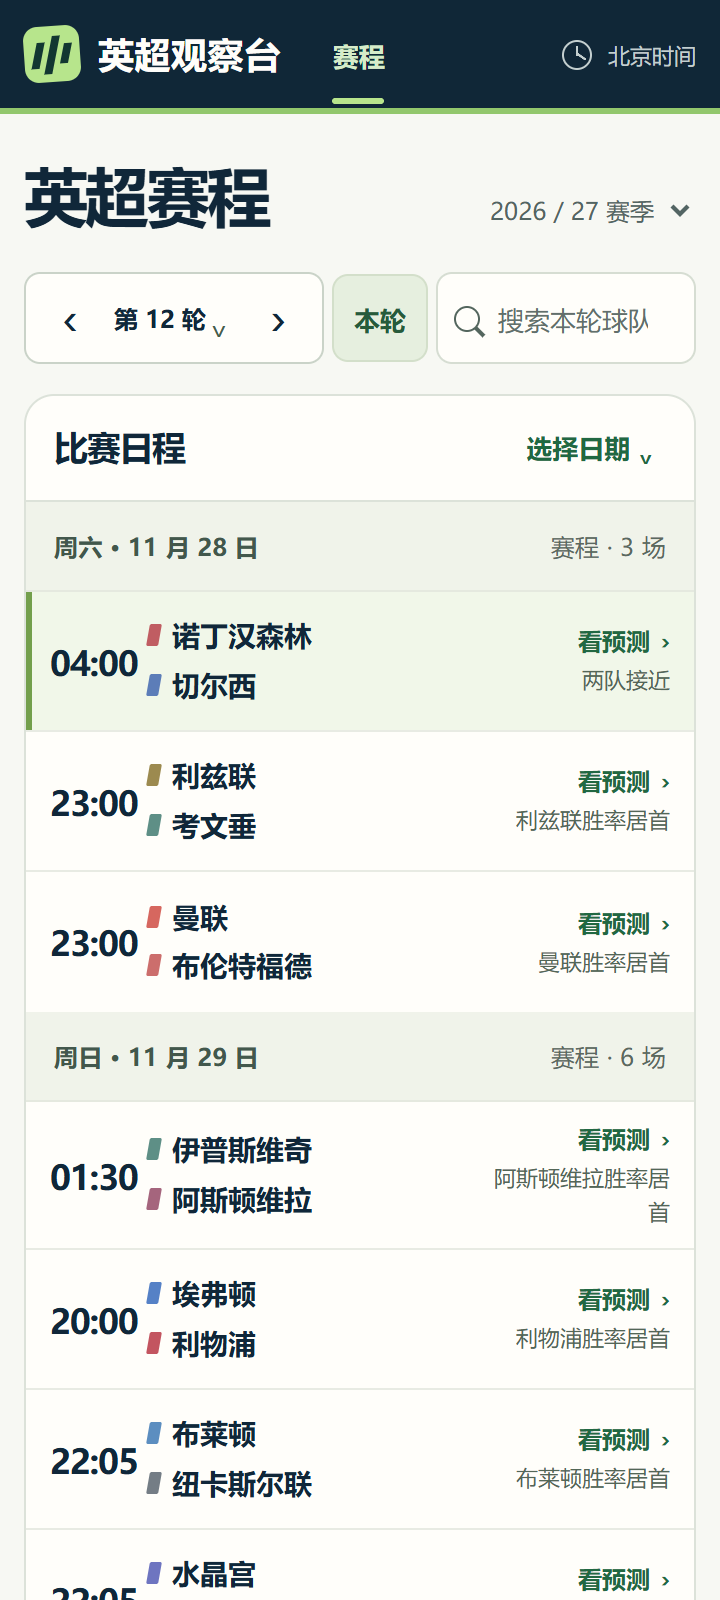 英超观察台 赛程 北京时间
英超赛程 2026 / 27 赛季
‹ 第 12 轮 › 本轮 搜索本轮球队
比赛日程 选择日期
周六 • 11 月 28 日 赛程 · 3 场
04:00 诺丁汉森林 看预测 ›
切尔西 两队接近
23:00 利兹联 看预测 ›
考文垂 利兹联胜率居首
23:00 曼联 看预测 ›
布伦特福德 曼联胜率居首
周日 • 11 月 29 日 赛程 · 6 场
01:30 伊普斯维奇 看预测 ›
阿斯顿维拉 阿斯顿维拉胜率居
首
20:00 埃弗顿 看预测 ›
利物浦 利物浦胜率居首
22:05 布莱顿 看预测 ›
纽卡斯尔联 布莱顿胜率居首
22:05 水晶宫 看预测 ›